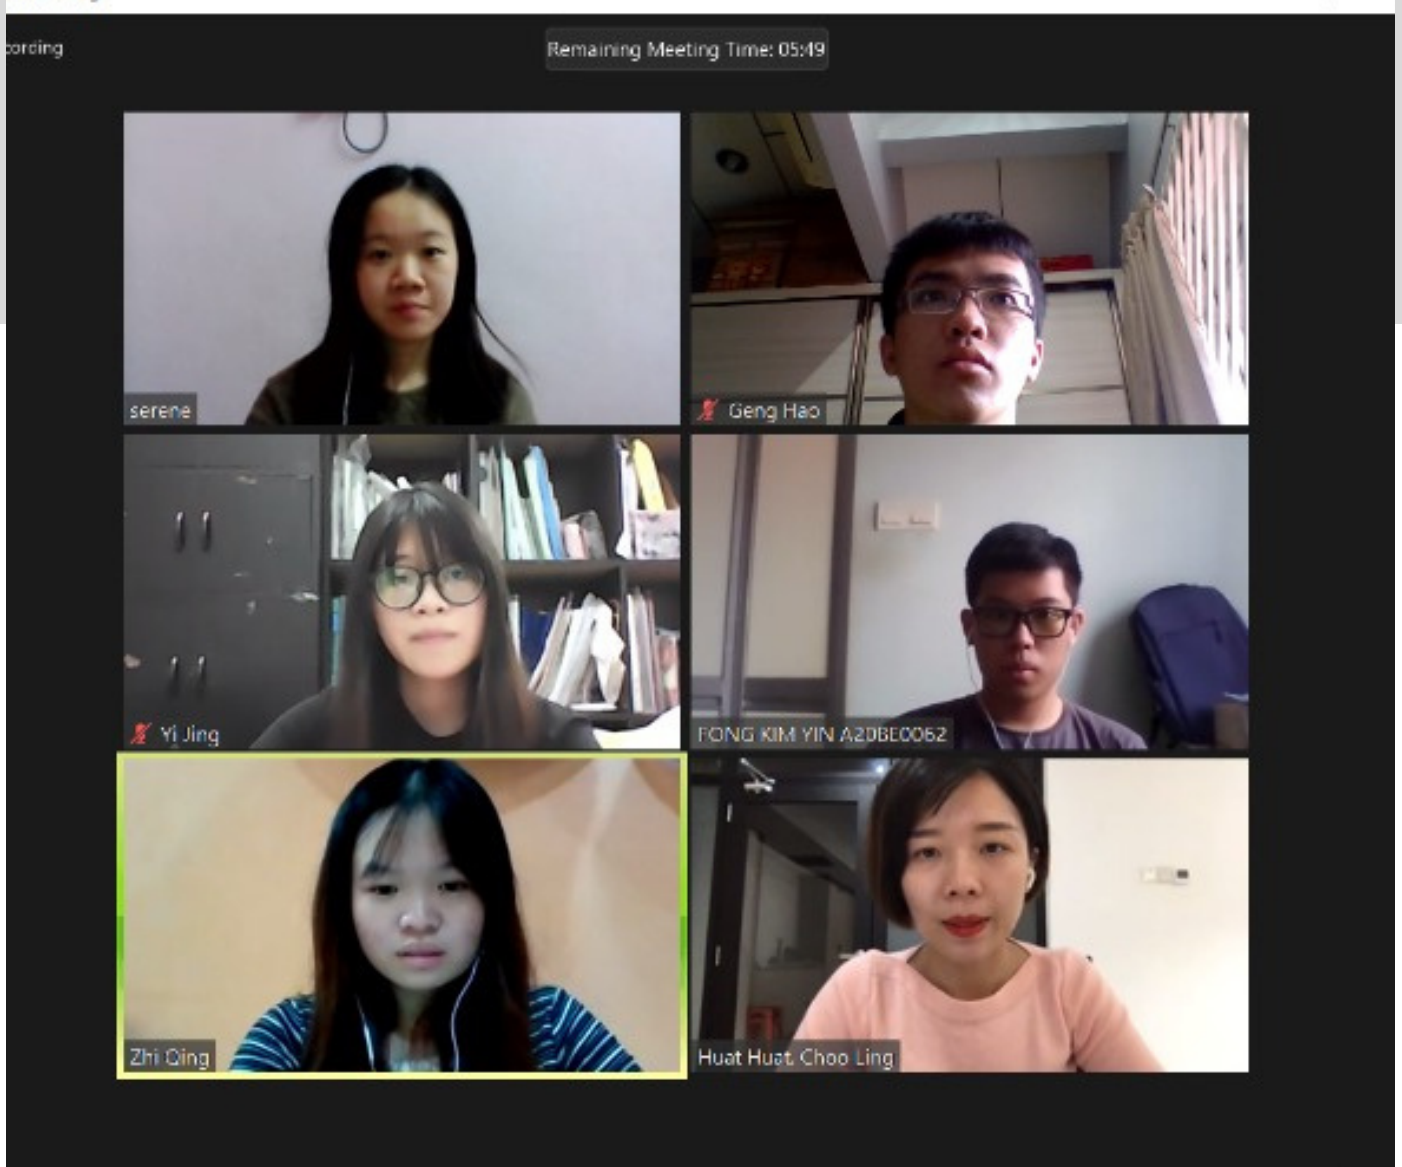 cording
Remaining Meeting Time: 05:49
serene
Geng Hao
Yi Jing
FONG KIM YIN A20BE0062
Zhi Qing
Huat Huat. Choo Ling